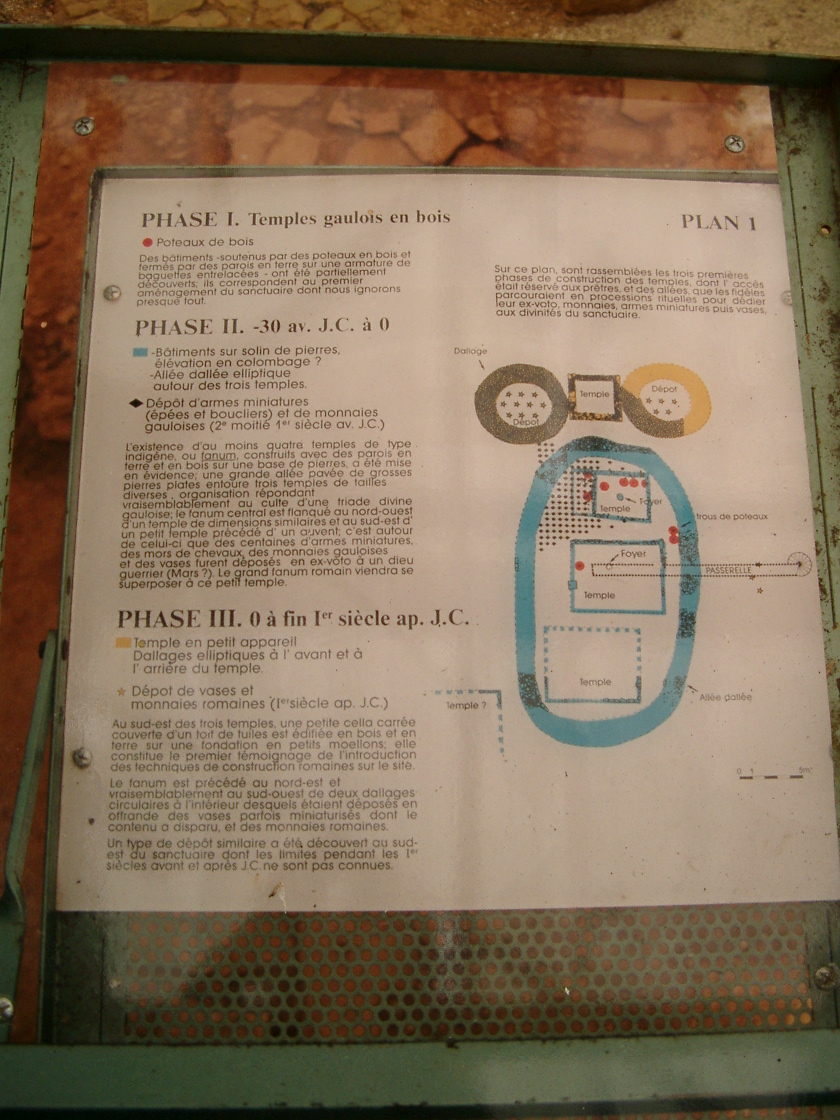 PHASE I. Temples gaulois en bois
Poteaux de bois
Des bâtiments -soutenus par des poteaux en bois et
fermés par des parois en terre sur une armature de
baguettes entrelacées - ont été partiellement
découverts; ils correspondent au premier
aménagement du sanctuaire dont nous ignorons
presque tout.
PHASE II. -30 av. J.C. à 0
-Bâtiments sur solin de pierres,
élévation en colombage ?
-Allée dallée elliptique
autour des trois temples.
Dépôt d'armes miniatures
(épées et boucliers) et de monnaies
gauloises (2e moitié 1er siècle av. J.C.)
L'existence d'au moins quatre temples de type
indigène, ou fanum, construits avec des parois en
terre et en bois sur une base de pierres, a été mise
en évidence; une grande allée pavée de grosses
pierres plates entoure trois temples de tailles
diverses, organisation répondant
vraisemblablement au culte d'une triade divine
gauloise; le fanum central est flanqué au nord-ouest
d'un temple de dimensions similaires et au sud-est d'
un petit temple précédé d' un auvent; c'est autour
de celui-ci que des centaines d'armes miniatures,
des mors de chevaux, des monnaies gauloises
et des vases furent déposés en ex-voto à un dieu
guerrier (Mars ?). Le grand fanum romain viendra se
superposer à ce petit temple.
PHASE III. 0 à fin Ier siècle ap. J.C.
Temple en petit appareil
Dallages elliptiques à l' avant et à
l' arrière du temple.
Dépôt de vases et
monnaies romaines (Iersiècle ap. J.C.)
Au sud-est des trois temples, une petite cella carrée
couverte d'un toit de tuiles est édifiée en bois et en
terre sur une fondation en petits moellons; elle
constitue le premier témoignage de l'introduction
des techniques de construction romaines sur le site.
Le fanum est précédé au nord-est et
vraisemblablement au sud-ouest de deux dallages
circulaires à l'intérieur desquels étaient déposés en
offrande des vases parfois miniaturisés dont le
contenu a disparu, et des monnaies romaines.
Un type de dépôt similaire a été découvert au sud-
est du sanctuaire dont les limites pendant les Ier
siècles avant et après J.C. ne sont pas connues.
PLAN 1
Sur ce plan, sont rassemblées les trois premières
phases de construction des temples, dont l' accès
était réservé aux prêtres, et des allées, que les fidèles
parcouraient en processions rituelles pour dédier
leur ex-voto, monnaies, armes miniatures puis vases,
aux divinités du sanctuaire.
Dallage
Dépôt
Temple
Dépôt
Foyer
Temple
trous de poteaux
Foyer
PASSERELLE
Temple
Temple
Temple ?
Allée dallée
0 1 5m